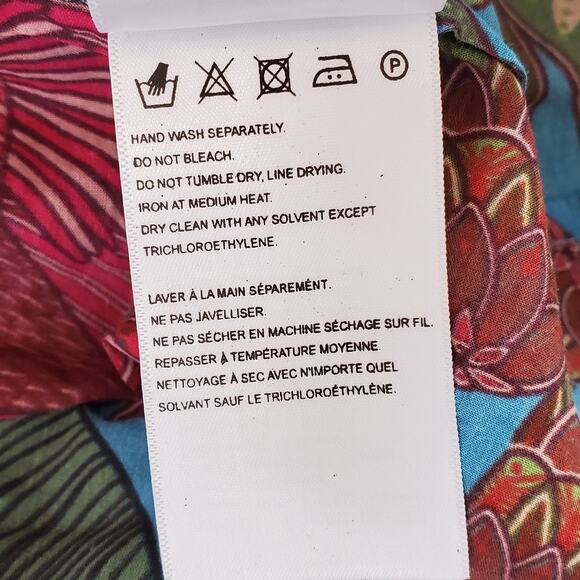 P
HAND WASH SEPARATELY.
DO NOT BLEACH.
DO NOT TUMBLE DRY, LINE DRYING.
IRON AT MEDIUM HEAT.
DRY CLEAN WITH ANY SOLVENT EXCEPT
TRICHLOROETHYLENE.
LAVER À LA MAIN SÉPARÉMENT.
NE PAS JAVELLISER.
NE PAS SÉCHER EN MACHINE SÉCHAGE SUR FIL.
REPASSER À TEMPÉRATURE MOYENNE
NETTOYAGE À SEC AVEC N'IMPORTE QUEL
SOLVANT SAUF LE TRICHLOROÉTHYLÈNE.